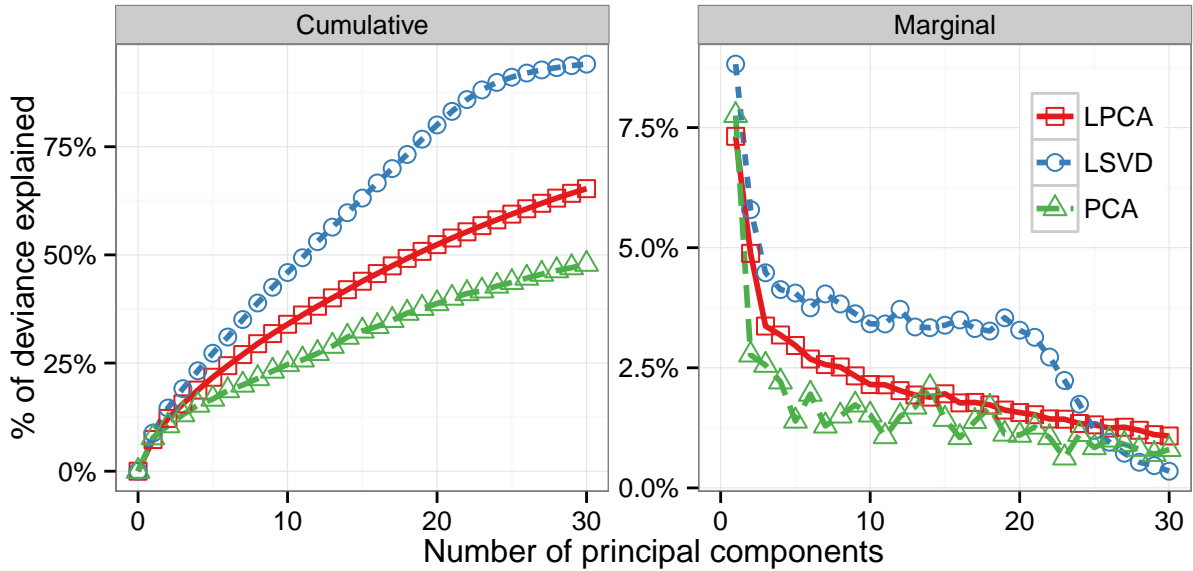 Cumulative
Marginal
% of deviance explained
75%
50%
25%
0%
0
10
20
30
7.5%
5.0%
2.5%
0.0%
0
10
20
30
LPCA
LSVD
PCA
Number of principal components